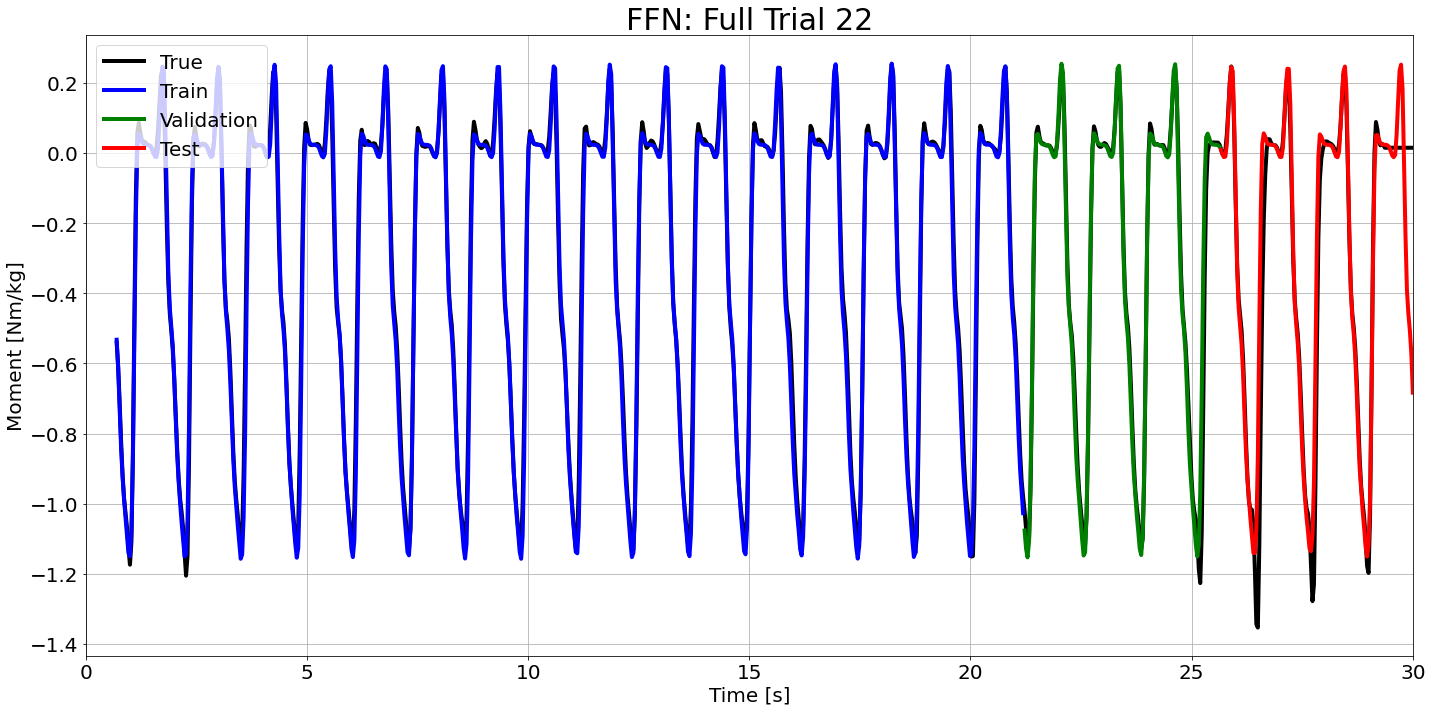 FFN: Full Trial 22
True
Train
Validation
Test
0.2
0.0
−0.2
−0.4
−0.6
−0.8
−1.0
−1.2
−1.4
Moment [Nm/kg]
0 5 10 15 20 25 30
Time [s]